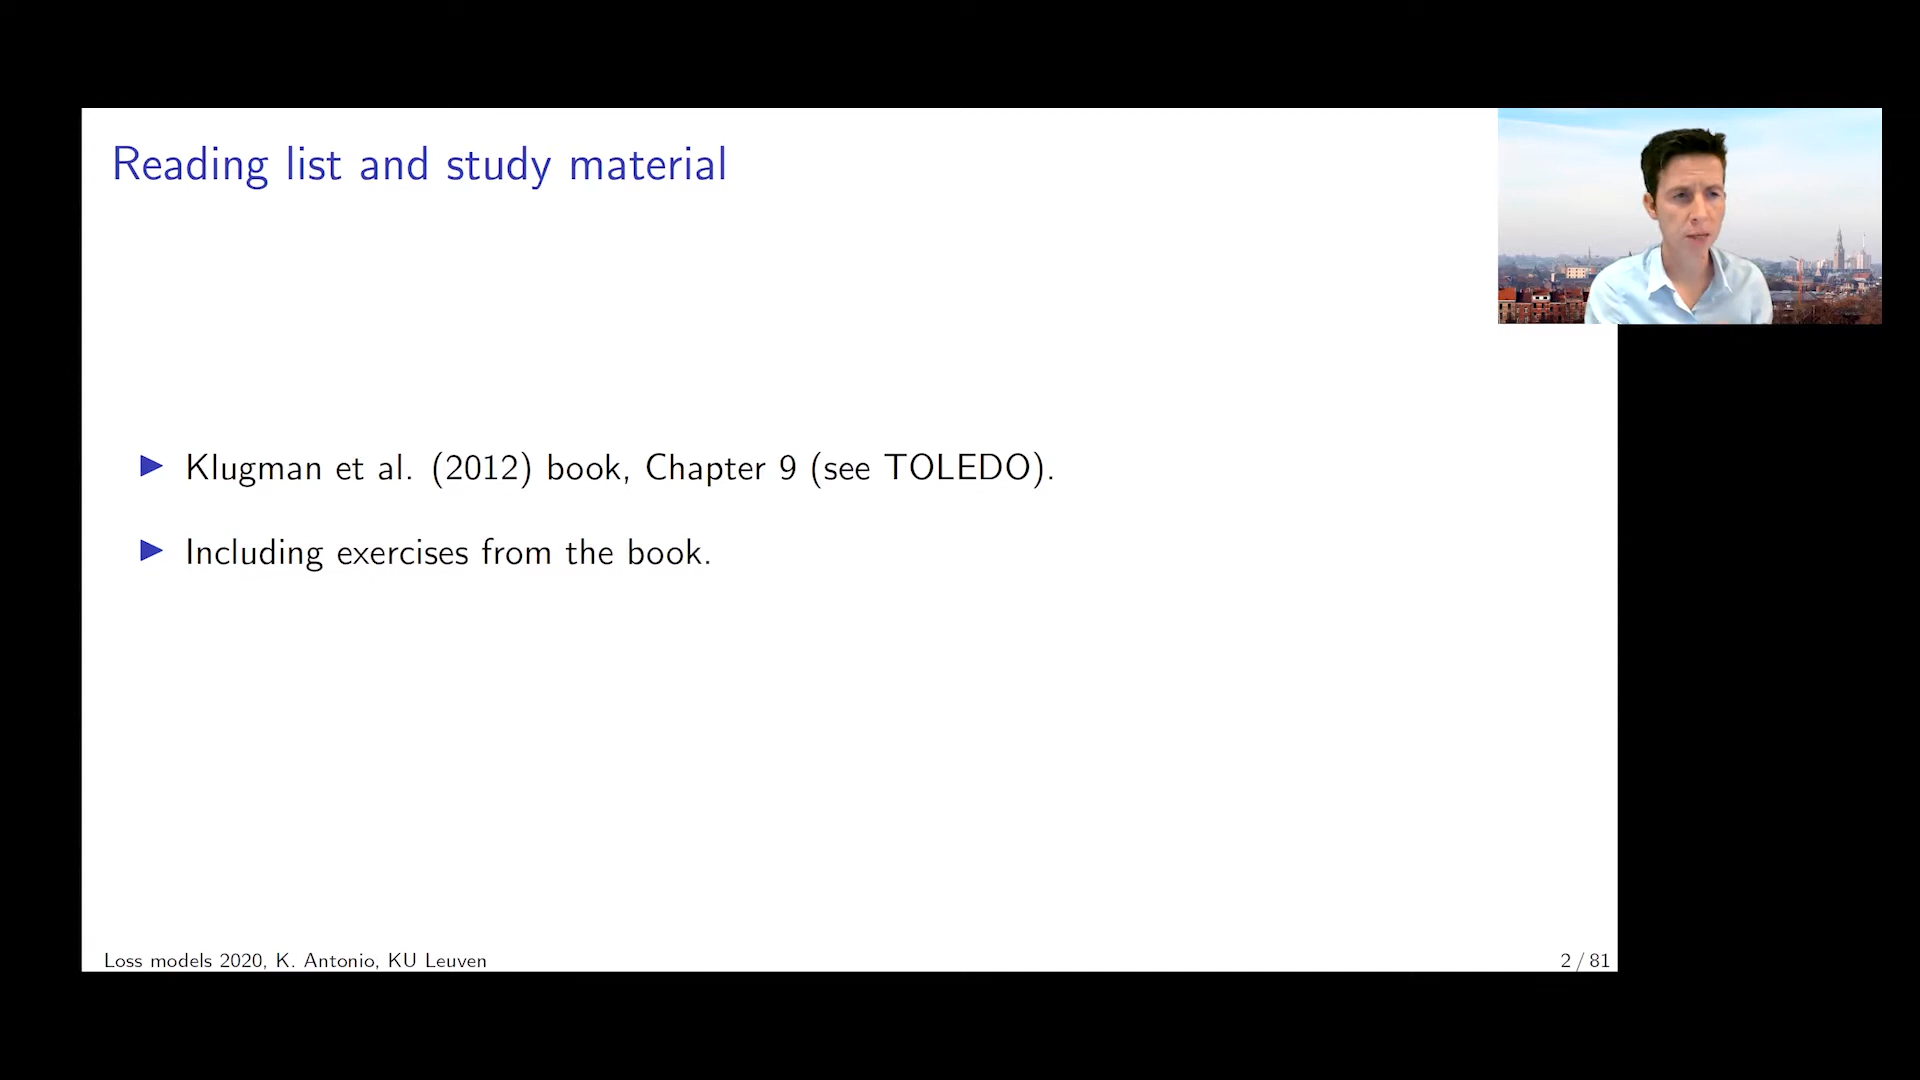 Reading list and study material
▶ Klugman et al. (2012) book, Chapter 9 (see TOLEDO).
▶ Including exercises from the book.
Loss models 2020, K. Antonio, KU Leuven
2 / 81